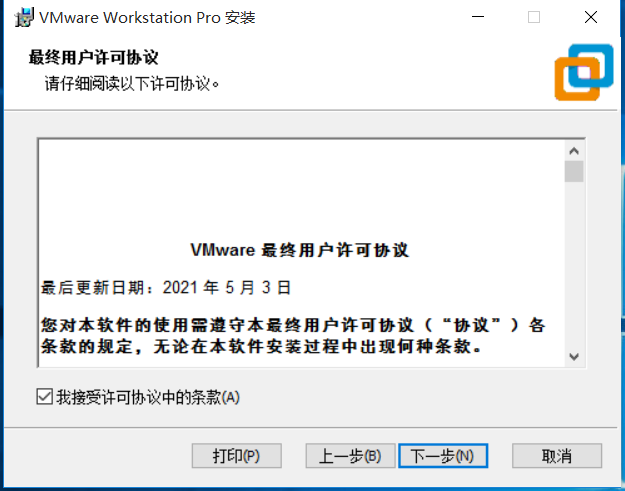 VMware Workstation Pro 安装
最终用户许可协议
请仔细阅读以下许可协议。
VMware 最终用户许可协议
最后更新日期：2021 年 5 月 3 日
您对本软件的使用需遵守本最终用户许可协议（“协议”）各
条款的规定，无论在本软件安装过程中出现何种条款。
我接受许可协议中的条款(A)
打印(P)
上一步(B)
下一步(N)
取消